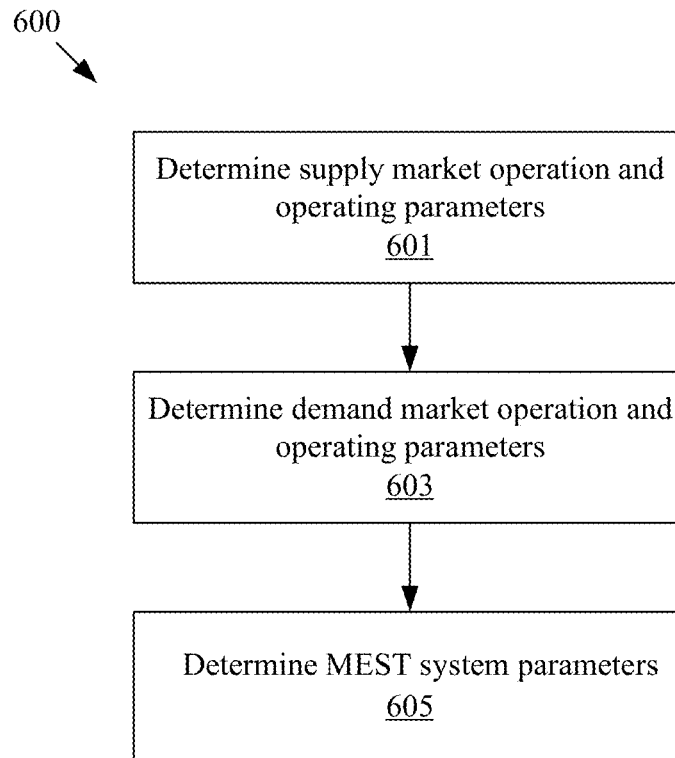 600
Determine supply market operation and
operating parameters
601
Determine demand market operation and
operating parameters
603
Determine MEST system parameters
605